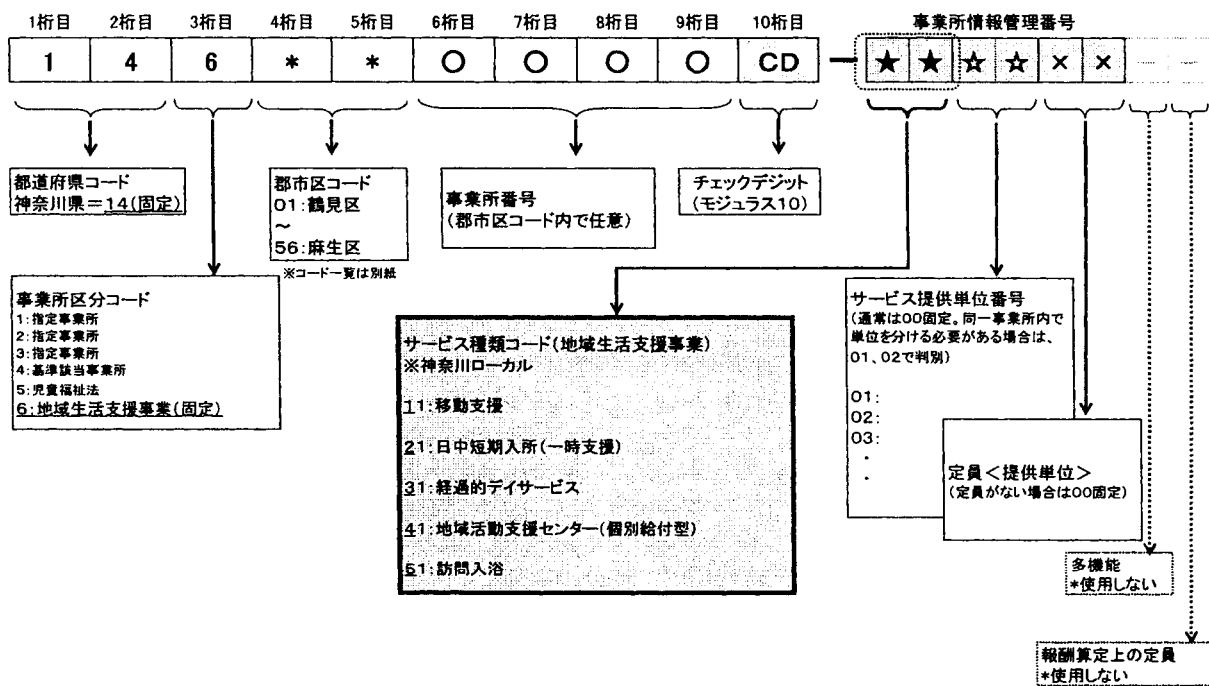 1桁目 2桁目 3桁目 4桁目 5桁目 6桁目 7桁目 8桁目 9桁目 10桁目 事業所情報管理番号
1 4 6 * * ○ ○ ○ ○ CD ー ★ ★ ☆ ☆ × × － －
都道府県コード
神奈川県＝14(固定)
郡市区コード
01:鶴見区
～
56:麻生区
※コード一覧は別紙
事業所番号
(郡市区コード内で任意)
チェックデジット
(モジュラス10)
事業所区分コード
1:指定事業所
2:指定事業所
3:指定事業所
4:基準該当事業所
5:児童福祉法
6:地域生活支援事業(固定)
サービス種類コード(地域生活支援事業)
※神奈川ローカル
11:移動支援
21:日中短期入所(一時支援)
31:経過的デイサービス
41:地域活動支援センター(個別給付型)
51:訪問入浴
サービス提供単位番号
(通常は00固定。同一事業所内で
単位を分ける必要がある場合は、
01、02で判別)
01:
02:
03:
・
・
定員＜提供単位＞
(定員がない場合は00固定)
多機能
*使用しない
報酬算定上の定員
*使用しない